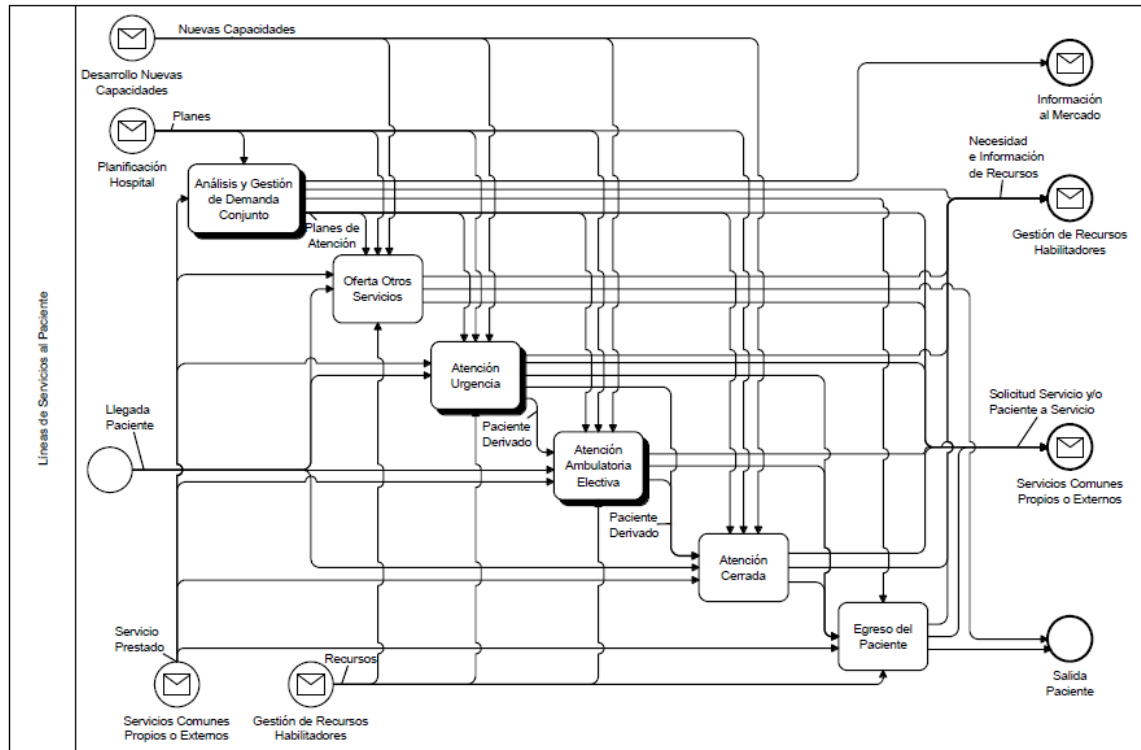 Líneas de Servicios al Paciente
Nuevas Capacidades
Desarrollo Nuevas
Capacidades
Planes
Planificación
Hospital
Análisis y Gestión
de Demanda
Conjunto
Planes de
Atención
Oferta Otros
Servicios
Atención
Urgencia
Paciente
Derivado
Llegada
Paciente
Atención
Ambulatoria
Electiva
Paciente
Derivado
Atención
Cerrada
Egreso del
Paciente
Servicio
Prestado
Servicios Comunes
Propios o Externos
Recursos
Gestión de Recursos
Habilitadores
Información
al Mercado
Necesidad
e Información
de Recursos
Gestión de Recursos
Habilitadores
Solicitud Servicio y/o
Paciente a Servicio
Servicios Comunes
Propios o Externos
Salida
Paciente